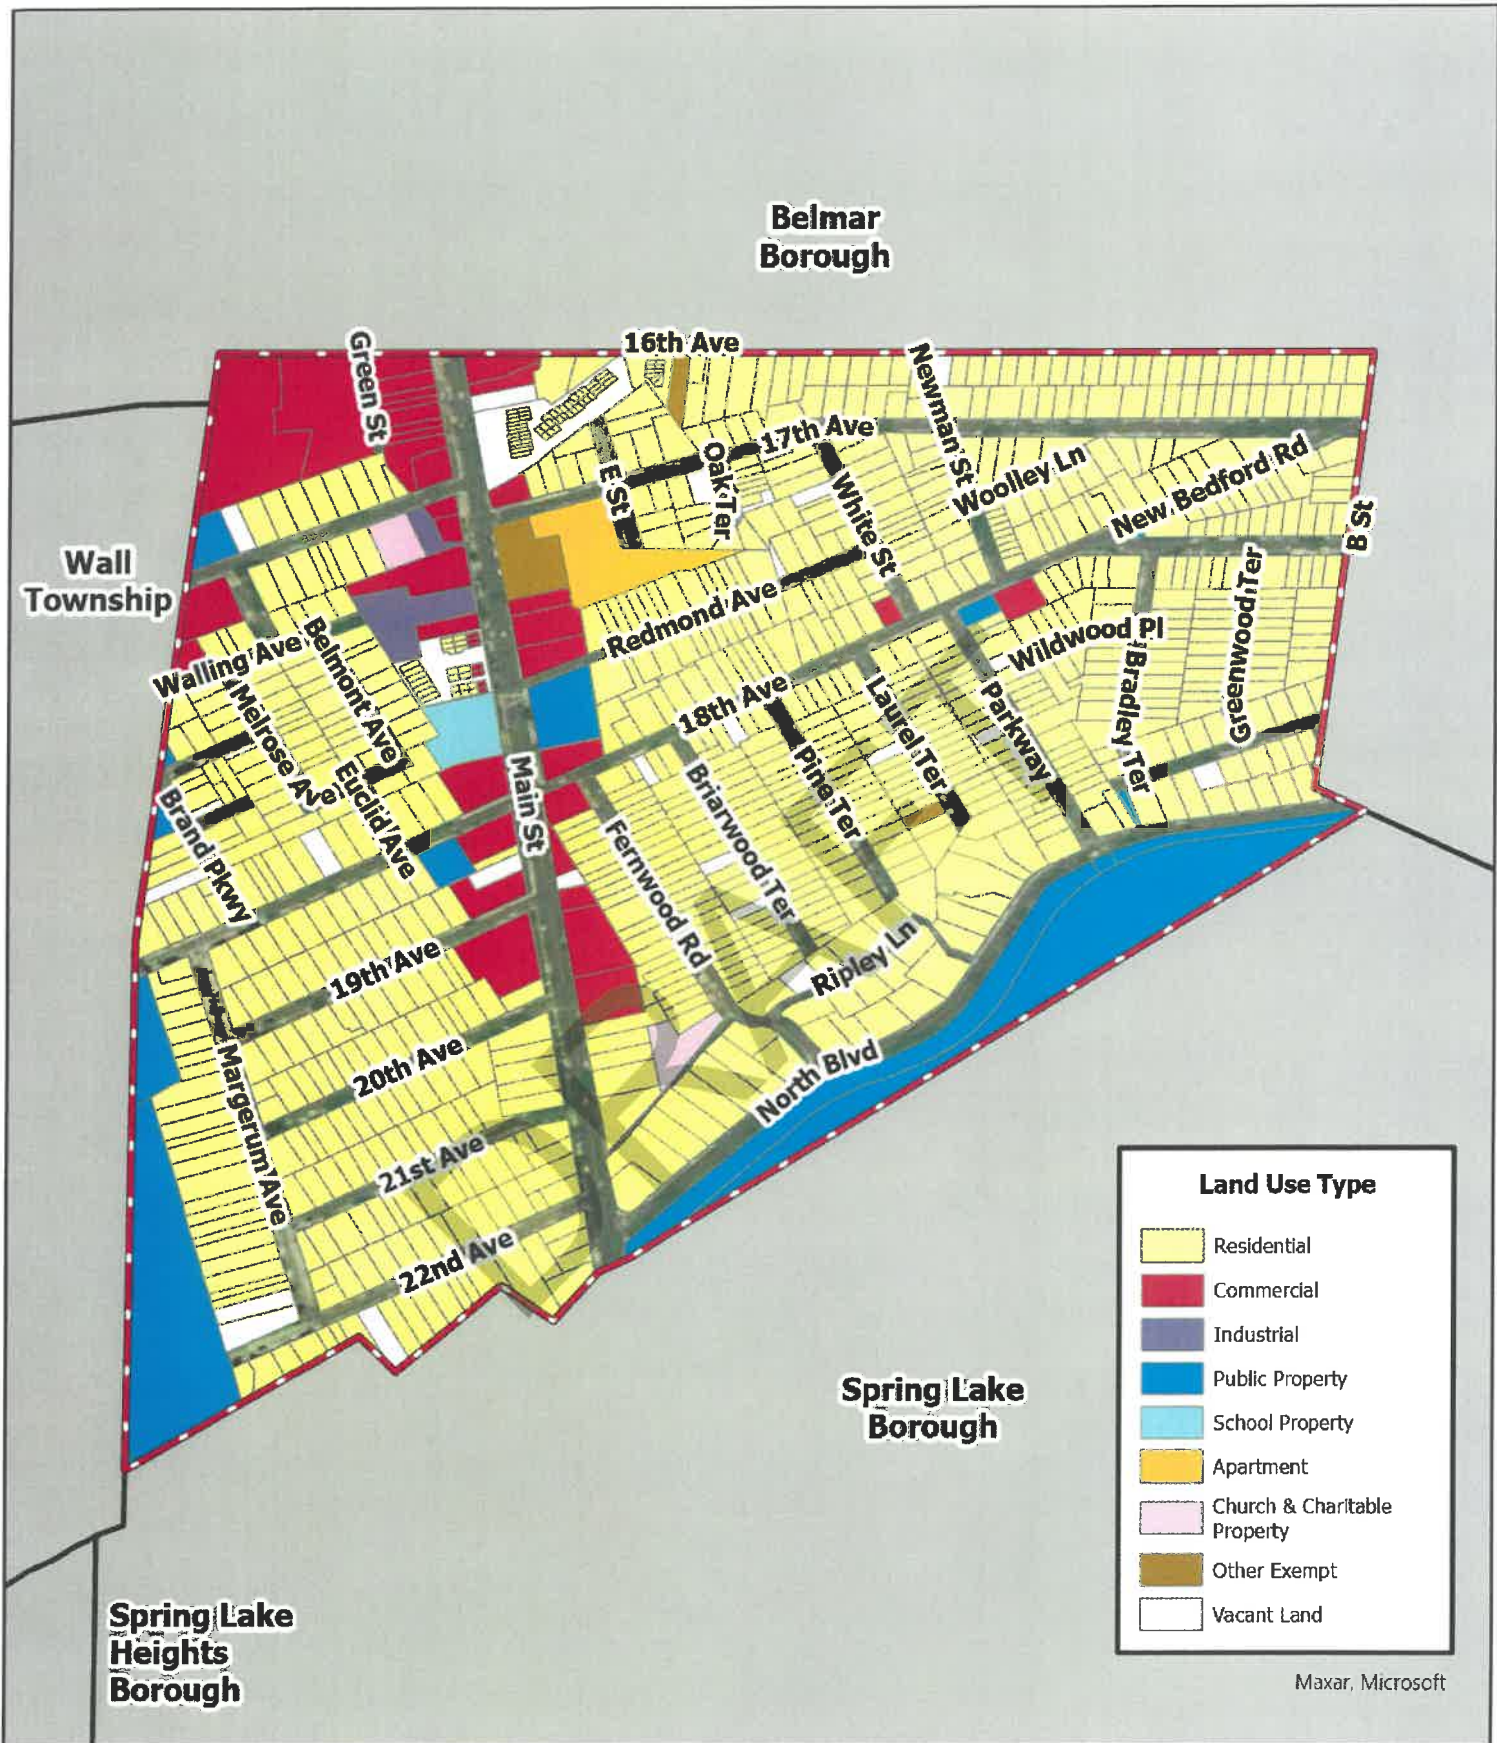 Belmar
Borough
16th Ave
Green St
Newman St
17th Ave
Oak Ter
E St
White St
Woolley Ln
New Bedford Rd
B St
Wall
Township
Greenwood Ter
Redmond Ave
Wildwood Pl
Walling Ave
Belmont Ave
Bradley Ter
Melrose Ave
18th Ave
Laurel Ter
Parkway
Pine Ter
Main St
Euclid Ave
Briarwood Ter
Brand Pkwy
Fernwood Rd
19th Ave
Ripley Ln
20th Ave
North Blvd
Margerum Ave
21st Ave
22nd Ave
Spring Lake
Borough
Spring Lake
Heights
Borough
Land Use Type
Residential
Commercial
Industrial
Public Property
School Property
Apartment
Church & Charitable
Property
Other Exempt
Vacant Land
Maxar, Microsoft